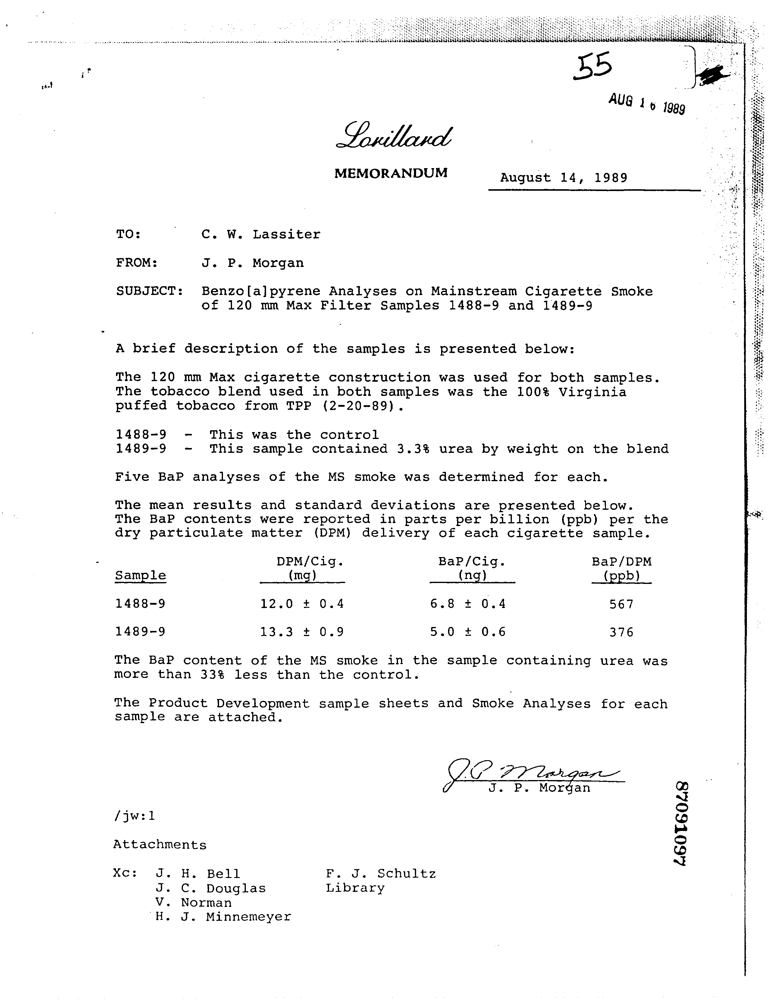 55
AUG 16 1989
Lorillard
MEMORANDUM August 14, 1989
TO: C. W. Lassiter
FROM: J. P. Morgan
SUBJECT: Benzo[a]pyrene Analyses on Mainstream Cigarette Smoke
of 120 mm Max Filter Samples 1488-9 and 1489-9
A brief description of the samples is presented below:
The 120 mm Max cigarette construction was used for both samples.
The tobacco blend used in both samples was the 100% Virginia
puffed tobacco from TPP (2-20-89).
1488-9 - This was the control
1489-9 - This sample contained 3.3% urea by weight on the blend
Five BaP analyses of the MS smoke was determined for each.
The mean results and standard deviations are presented below.
The BaP contents were reported in parts per billion (ppb) per the
dry particulate matter (DPM) delivery of each cigarette sample.
DPM/Cig. BaP/Cig. BaP/DPM
Sample (mg) (ng) (ppb)
1488-9 12.0 ± 0.4 6.8 ± 0.4 567
1489-9 13.3 ± 0.9 5.0 ± 0.6 376
The BaP content of the MS smoke in the sample containing urea was
more than 33% less than the control.
The Product Development sample sheets and Smoke Analyses for each
sample are attached.
J.P. Morgan
J. P. Morgan
/jw:1
Attachments
Xc: J. H. Bell F. J. Schultz
J. C. Douglas Library
V. Norman
H. J. Minnemeyer
87091097